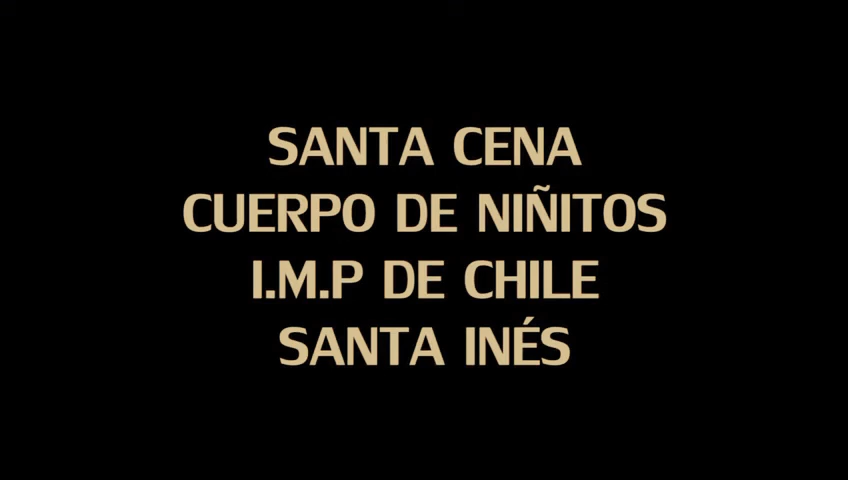 SANTA CENA
CUERPO DE NIÑITOS
I.M.P DE CHILE
SANTA INÉS